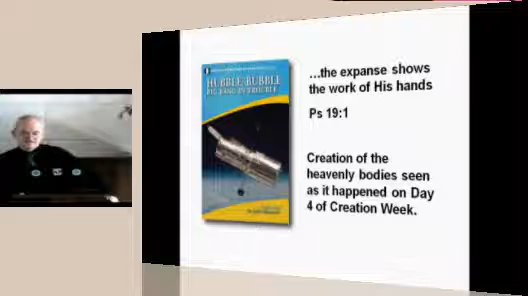 HUBBLE BUBBLE
BIG BANG IN TROUBLE
...the expanse shows
the work of His hands
Ps 19:1
Creation of the
heavenly bodies seen
as it happened on Day
4 of Creation Week.